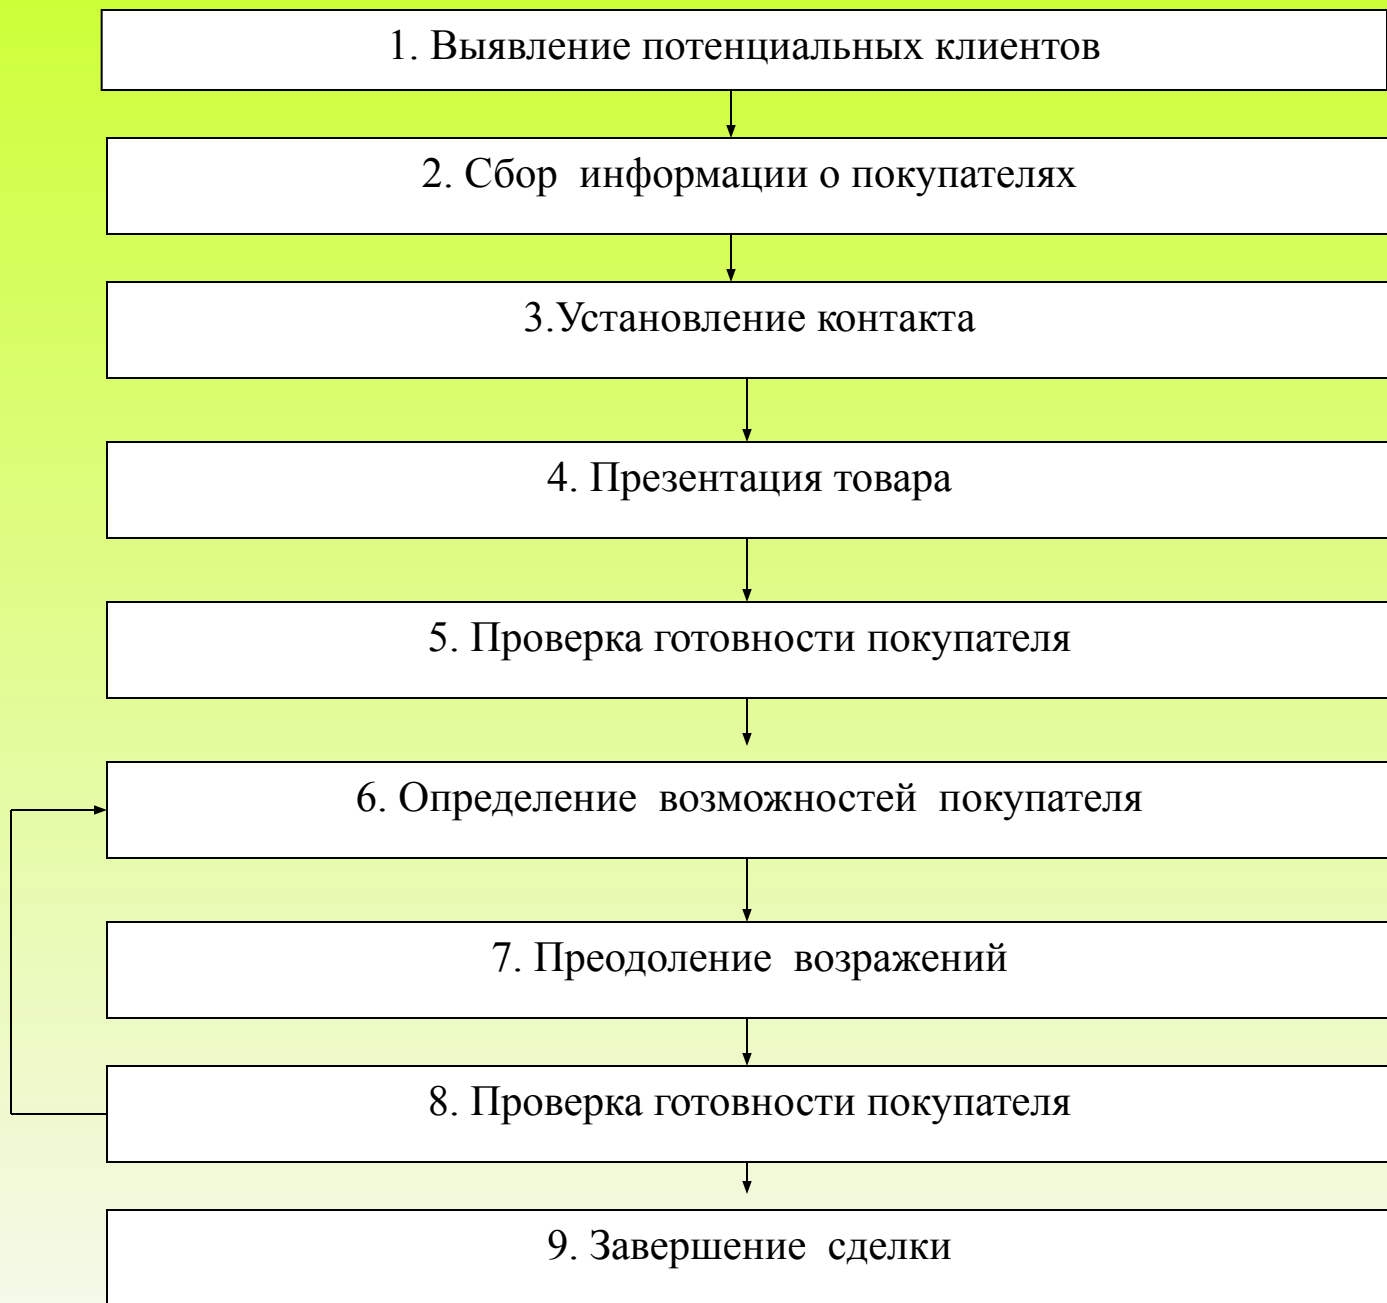 1. Выявление потенциальных клиентов
2. Сбор информации о покупателях
3.Установление контакта
4. Презентация товара
5. Проверка готовности покупателя
6. Определение возможностей покупателя
7. Преодоление возражений
8. Проверка готовности покупателя
9. Завершение сделки